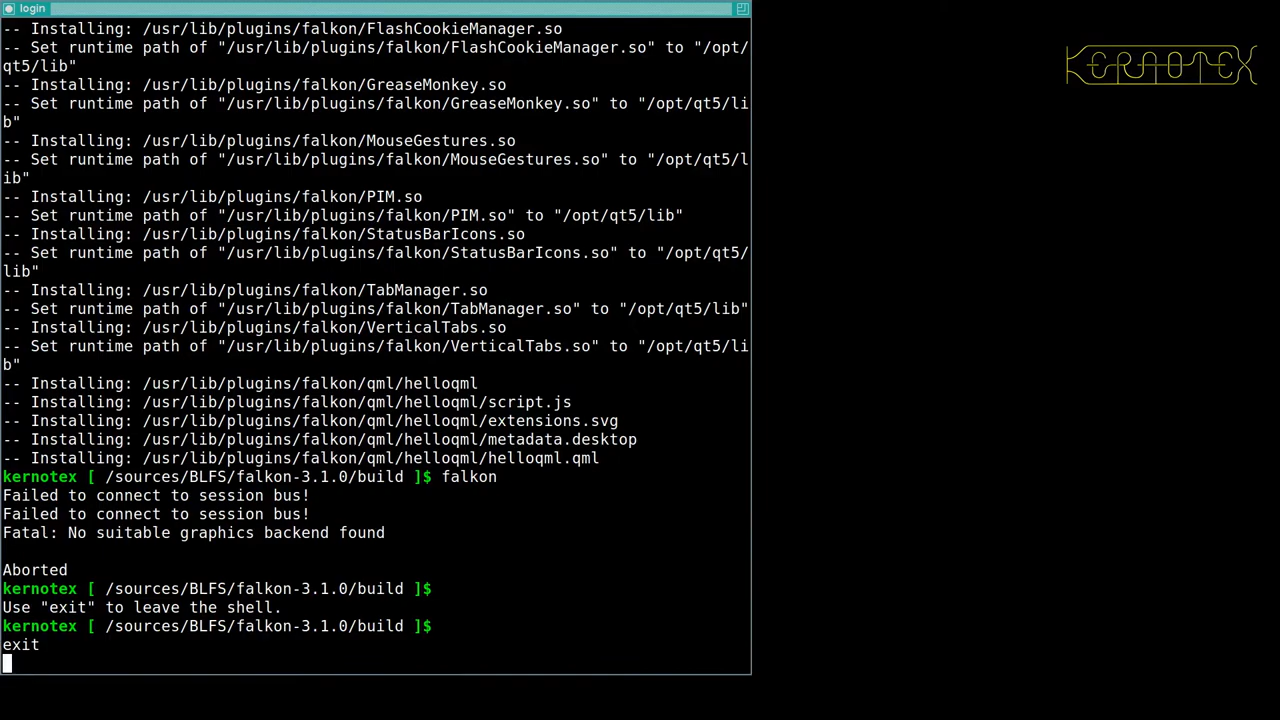 login
KERNOTEX
-- Installing: /usr/lib/plugins/falkon/FlashCookieManager.so
-- Set runtime path of "/usr/lib/plugins/falkon/FlashCookieManager.so" to "/opt/
qt5/lib"
-- Installing: /usr/lib/plugins/falkon/GreaseMonkey.so
-- Set runtime path of "/usr/lib/plugins/falkon/GreaseMonkey.so" to "/opt/qt5/li
b"
-- Installing: /usr/lib/plugins/falkon/MouseGestures.so
-- Set runtime path of "/usr/lib/plugins/falkon/MouseGestures.so" to "/opt/qt5/l
ib"
-- Installing: /usr/lib/plugins/falkon/PIM.so
-- Set runtime path of "/usr/lib/plugins/falkon/PIM.so" to "/opt/qt5/lib"
-- Installing: /usr/lib/plugins/falkon/StatusBarIcons.so
-- Set runtime path of "/usr/lib/plugins/falkon/StatusBarIcons.so" to "/opt/qt5/
lib"
-- Installing: /usr/lib/plugins/falkon/TabManager.so
-- Set runtime path of "/usr/lib/plugins/falkon/TabManager.so" to "/opt/qt5/lib"
-- Installing: /usr/lib/plugins/falkon/VerticalTabs.so
-- Set runtime path of "/usr/lib/plugins/falkon/VerticalTabs.so" to "/opt/qt5/li
b"
-- Installing: /usr/lib/plugins/falkon/qml/helloqml
-- Installing: /usr/lib/plugins/falkon/qml/helloqml/script.js
-- Installing: /usr/lib/plugins/falkon/qml/helloqml/extensions.svg
-- Installing: /usr/lib/plugins/falkon/qml/helloqml/metadata.desktop
-- Installing: /usr/lib/plugins/falkon/qml/helloqml/helloqml.qml
kernotex [ /sources/BLFS/falkon-3.1.0/build ]$ falkon
Failed to connect to session bus!
Failed to connect to session bus!
Fatal: No suitable graphics backend found
Aborted
kernotex [ /sources/BLFS/falkon-3.1.0/build ]$
Use "exit" to leave the shell.
kernotex [ /sources/BLFS/falkon-3.1.0/build ]$
exit